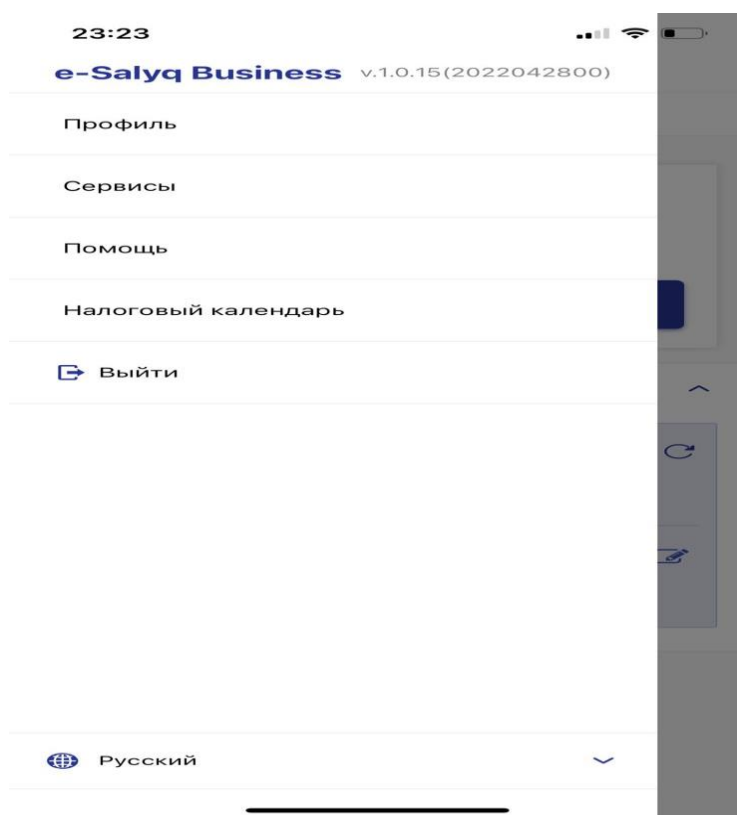 23:23
e-Salyq Business v.1.0.15(2022042800)
Профиль
Сервисы
Помощь
Налоговый календарь
Выйти
Русский